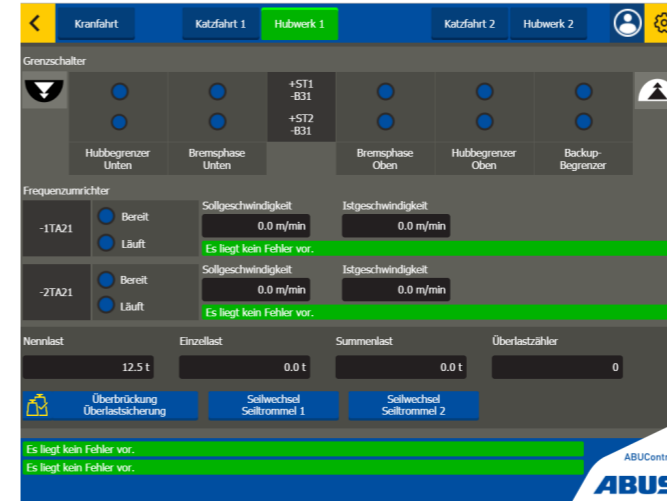 Kranfahrt Katzfahrt 1 Hubwerk 1 Katzfahrt 2 Hubwerk 2
Grenzschalter
+ST1
-B31
+ST2
-B31
Hubbegrenzer
Unten
Bremsphase
Unten
Bremsphase
Oben
Hubbegrenzer
Oben
Backup-
Begrenzer
Frequenzumrichter
-1TA21
Bereit
Läuft
Sollgeschwindigkeit Istgeschwindigkeit
0.0 m/min 0.0 m/min
Es liegt kein Fehler vor.
-2TA21
Bereit
Läuft
Sollgeschwindigkeit Istgeschwindigkeit
0.0 m/min 0.0 m/min
Es liegt kein Fehler vor.
Nennlast Einzellast Summenlast Überlastzähler
12.5 t 0.0 t 0.0 t 0
Überbrückung
Überlastsicherung
Seilwechsel
Seiltrommel 1
Seilwechsel
Seiltrommel 2
Es liegt kein Fehler vor.
Es liegt kein Fehler vor.
ABUContr
ABUS